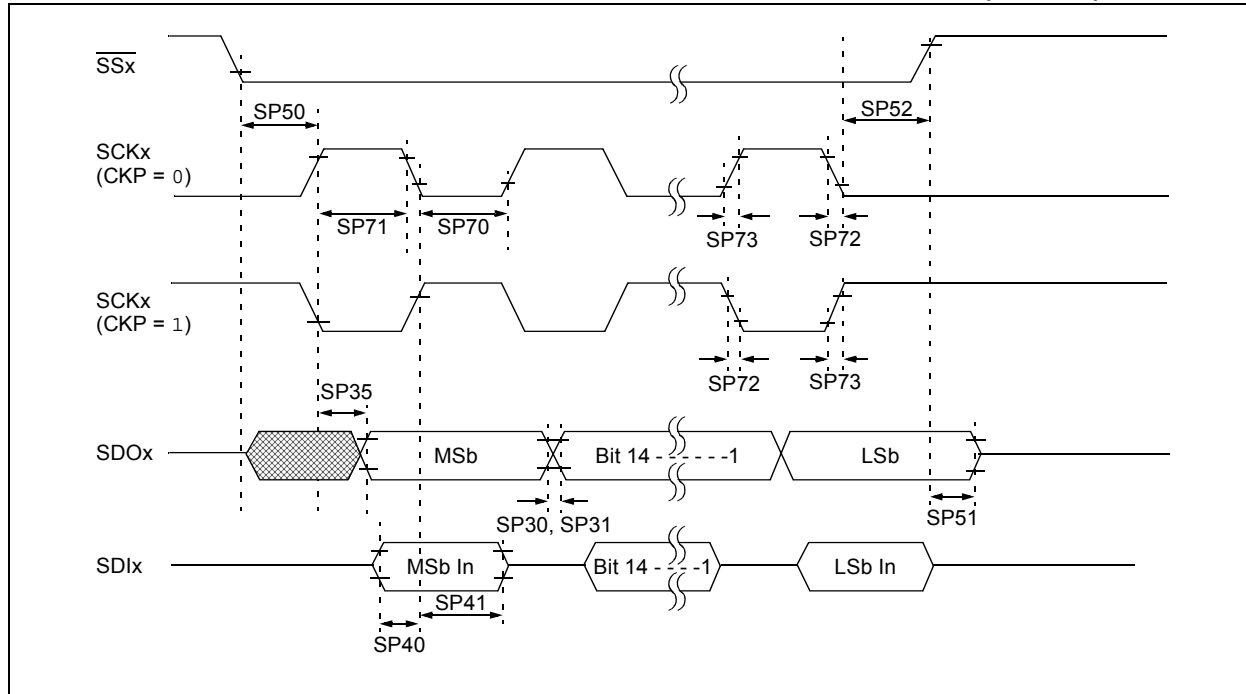 SSx
SP50
SP52
SCKx
(CKP = 0)
SP71
SP70
SP73
SP72
SCKx
(CKP = 1)
SP35
SP72
SP73
SDOx
MSb
Bit 14 - - - - - -1
LSb
SP30, SP31
SP51
SDIx
MSb In
Bit 14 - - - -1
LSb In
SP41
SP40